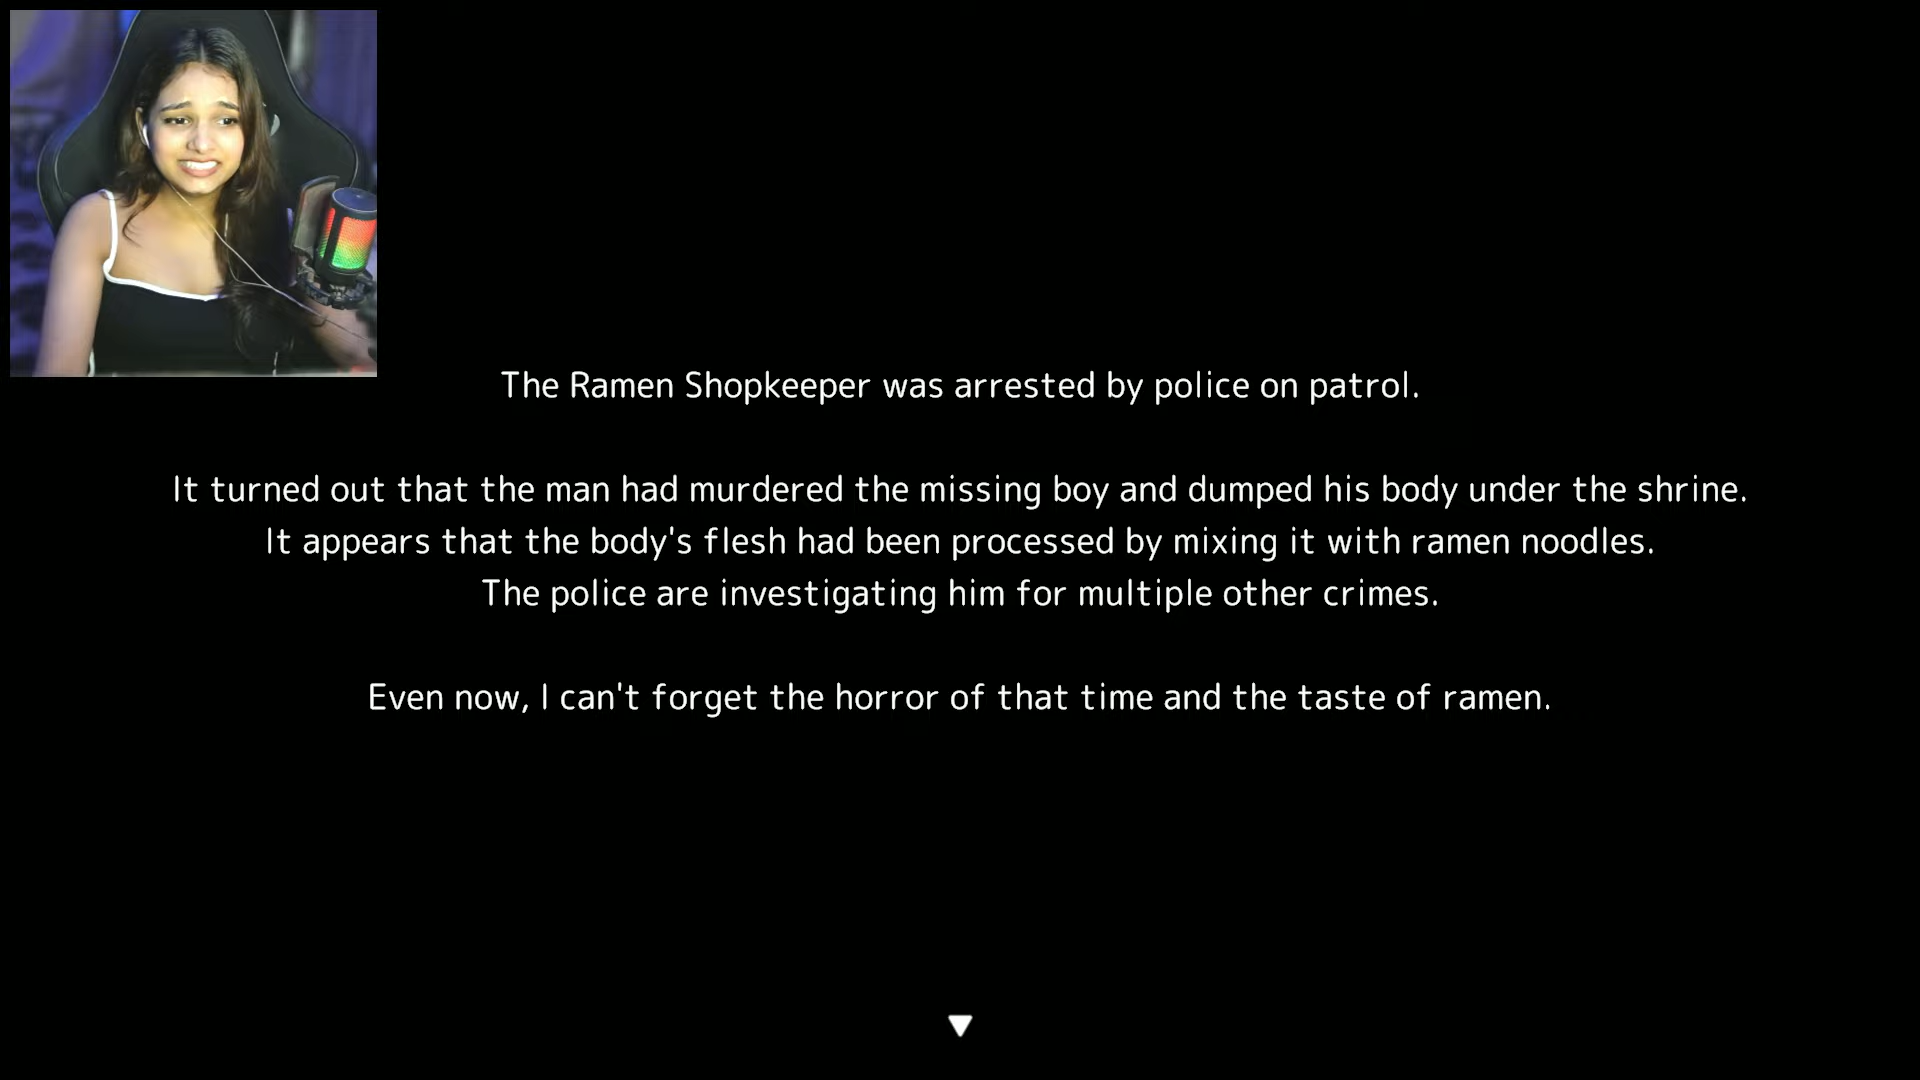 The Ramen Shopkeeper was arrested by police on patrol.
It turned out that the man had murdered the missing boy and dumped his body under the shrine.
It appears that the body's flesh had been processed by mixing it with ramen noodles.
The police are investigating him for multiple other crimes.
Even now, I can't forget the horror of that time and the taste of ramen.